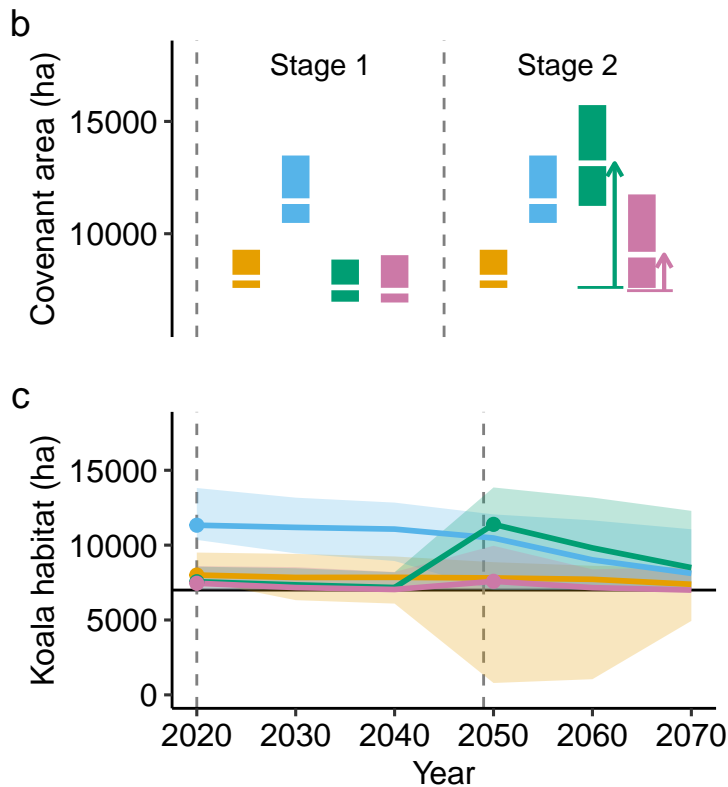 b
Covenant area (ha)
Stage 1
Stage 2
15000
10000
c
Koala habitat (ha)
15000
10000
5000
0
2020
2030
2040
2050
2060
2070
Year